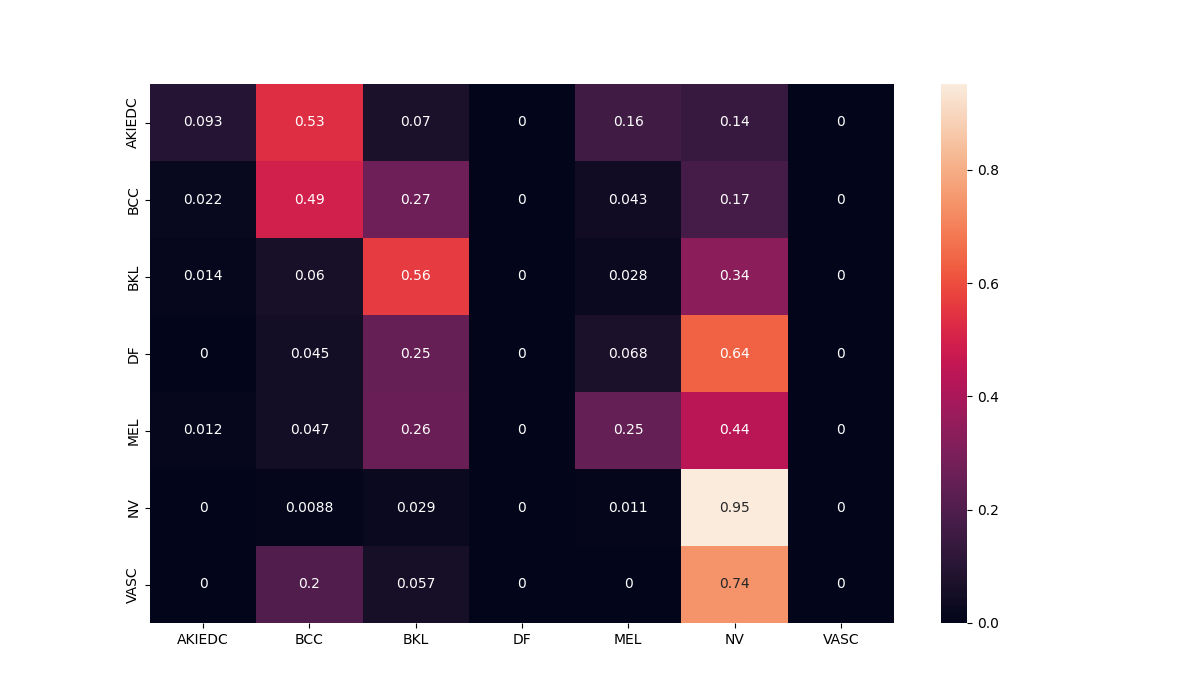 AKIEDC 0.093 0.53 0.07 0 0.16 0.14 0
BCC 0.022 0.49 0.27 0 0.043 0.17 0
BKL 0.014 0.06 0.56 0 0.028 0.34 0
DF 0 0.045 0.25 0 0.068 0.64 0
MEL 0.012 0.047 0.26 0 0.25 0.44 0
NV 0 0.0088 0.029 0 0.011 0.95 0
VASC 0 0.2 0.057 0 0 0.74 0
AKIEDC BCC BKL DF MEL NV VASC
0.8
0.6
0.4
0.2
0.0